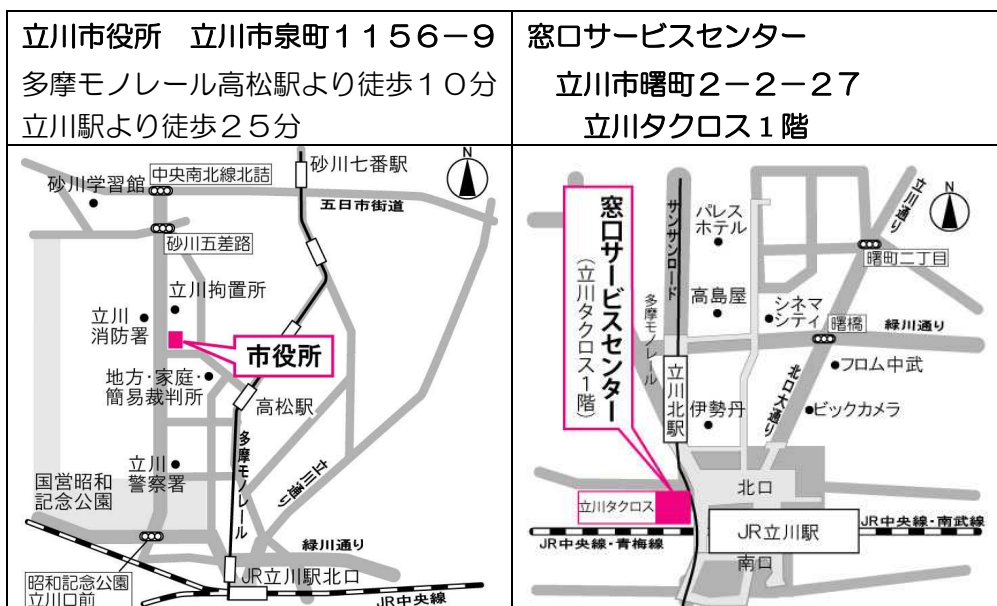 立川市役所　立川市泉町１１５６－９
多摩モノレール高松駅より徒歩１０分
立川駅より徒歩２５分
窓口サービスセンター
立川市曙町２－２－２７
立川タクロス１階
砂川学習館
中央南北線北詰
砂川七番駅
N
五日市街道
砂川五差路
立川拘置所
立川
消防署
市役所
地方・家庭・
簡易裁判所
高松駅
多摩モノレール
立川通り
立川
警察署
国営昭和
記念公園
緑川通り
昭和記念公園
立川口前
JR立川駅北口
JR中央線
窓口サービスセンター
（立川タクロス1階）
サンサンロード
多摩モノレール
パレス
ホテル
立川通り
N
曙町二丁目
高島屋
シネマ
シティ
曙橋
緑川通り
立川北駅
フロム中武
北口大通り
伊勢丹
ビックカメラ
北口
立川タクロス
JR立川駅
JR中央線・南武線
JR中央線・青梅線
南口